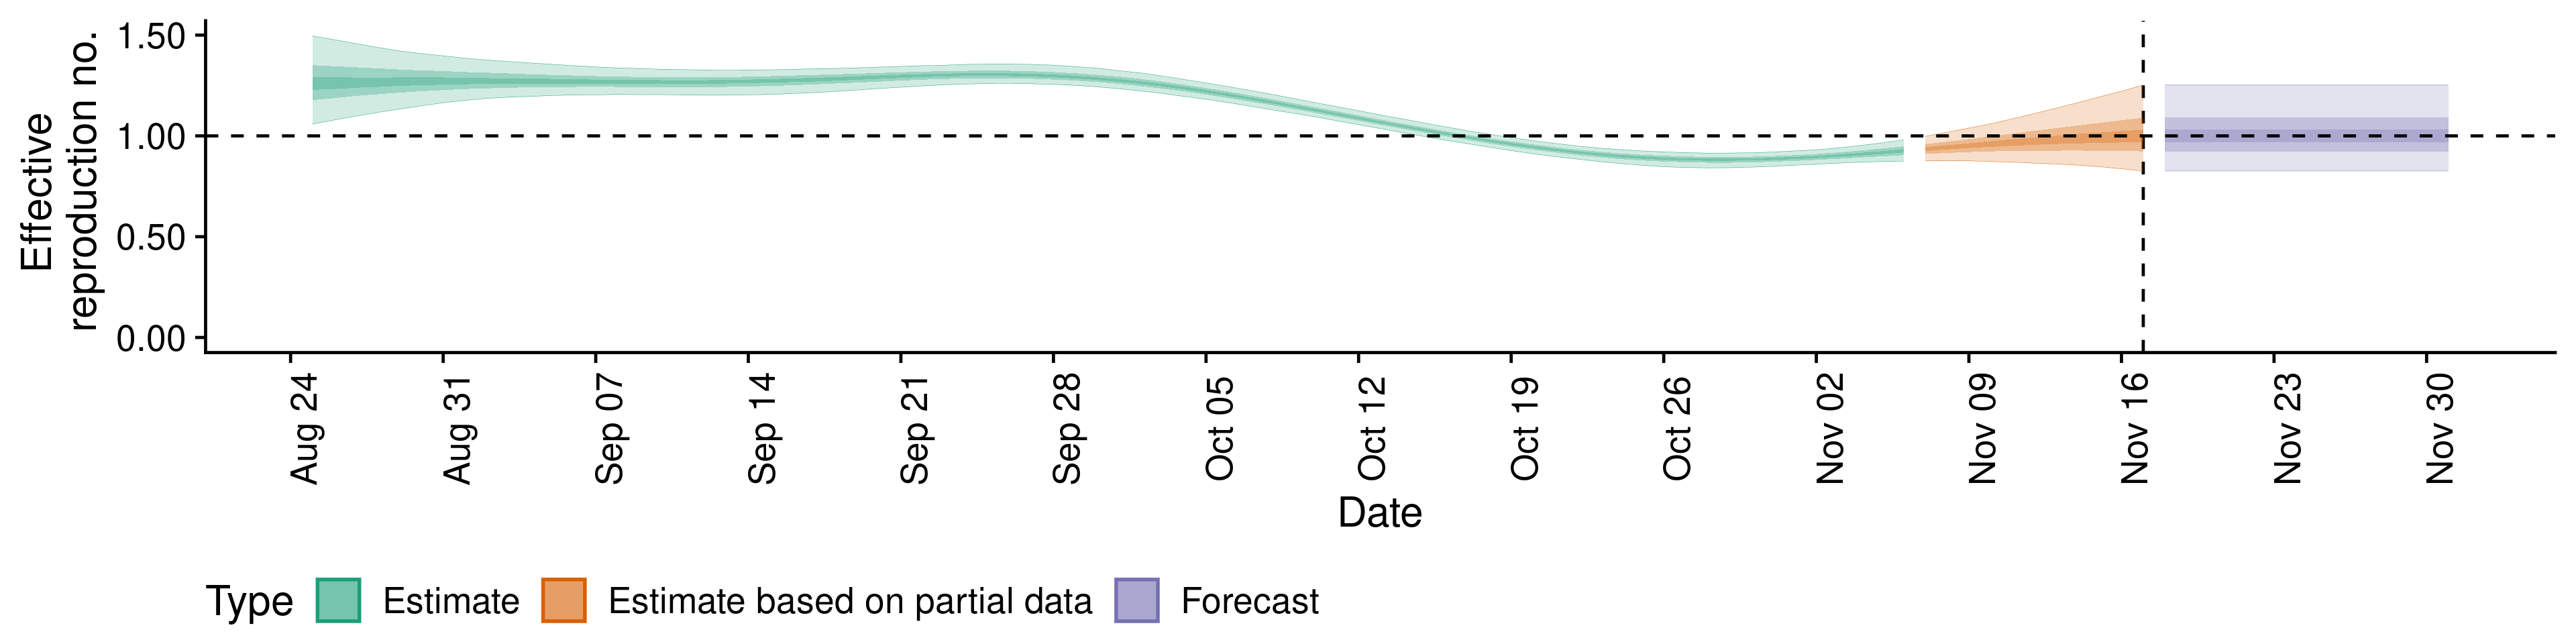 Effective
reproduction no.
1.50
1.00
0.50
0.00
Aug 24
Aug 31
Sep 07
Sep 14
Sep 21
Sep 28
Oct 05
Oct 12
Oct 19
Oct 26
Nov 02
Nov 09
Nov 16
Nov 23
Nov 30
Date
Type Estimate Estimate based on partial data Forecast